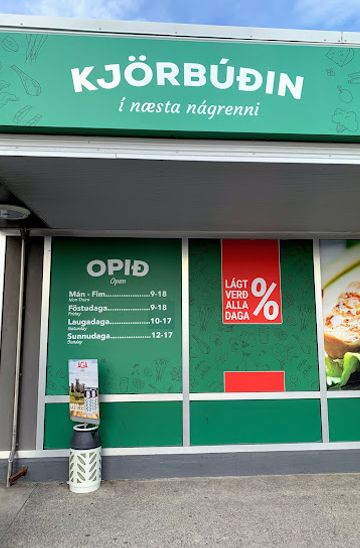 KJÖRBÚÐIN
í næsta nágrenni
OPIÐ
Open
Mán - Fim.................9-18
Mon-Thurs
Föstudaga.................9-18
Friday
Laugadaga.............10-17
Saturday
Sunnudaga.............12-17
Sunday
LÁGT
VERÐ
ALLA
DAGA
%